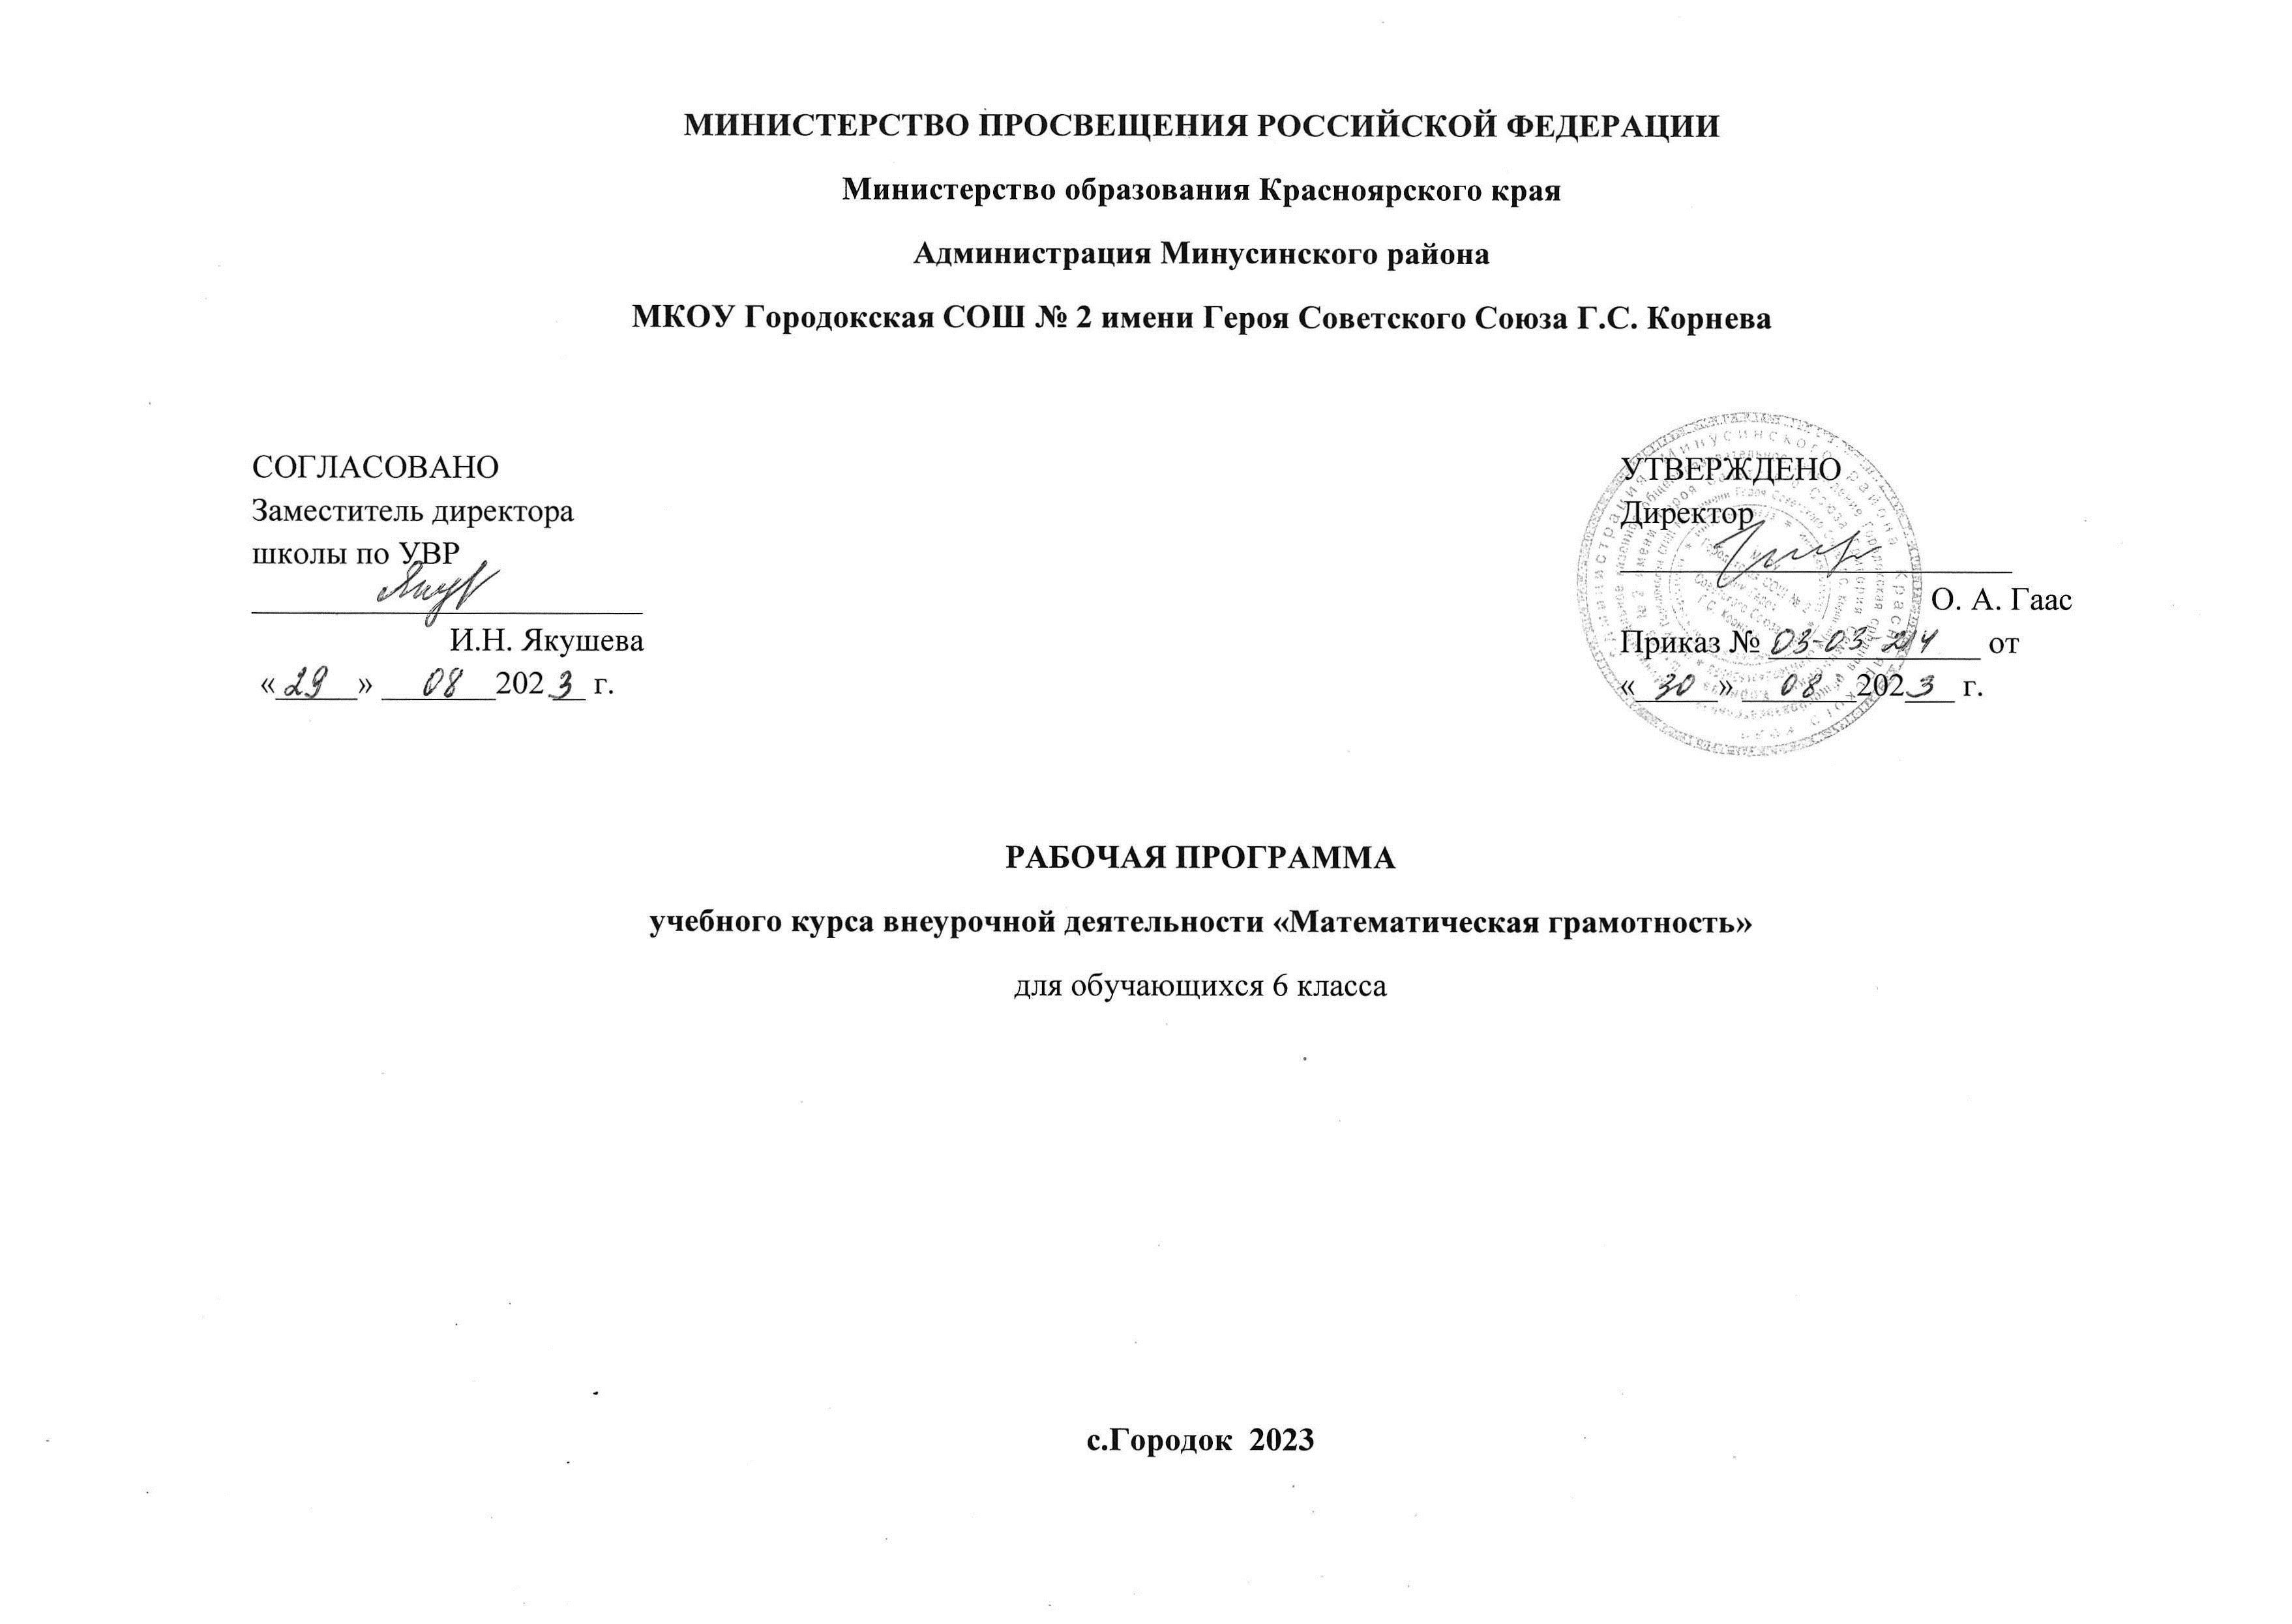 МИНИСТЕРСТВО ПРОСВЕЩЕНИЯ РОССИЙСКОЙ ФЕДЕРАЦИИ
Министерство образования Красноярского края
Администрация Минусинского района
МКОУ Городокская СОШ № 2 имени Героя Советского Союза Г.С. Корнева
СОГЛАСОВАНО
Заместитель директора
школы по УВР
И.Н. Якушева
«29» 08 2023 г.
УТВЕРЖДЕНО
Директор
О. А. Гаас
Приказ № 03-03-214 от
«30» 08 2023 г.
РАБОЧАЯ ПРОГРАММА
учебного курса внеурочной деятельности «Математическая грамотность»
для обучающихся 6 класса
с.Городок 2023